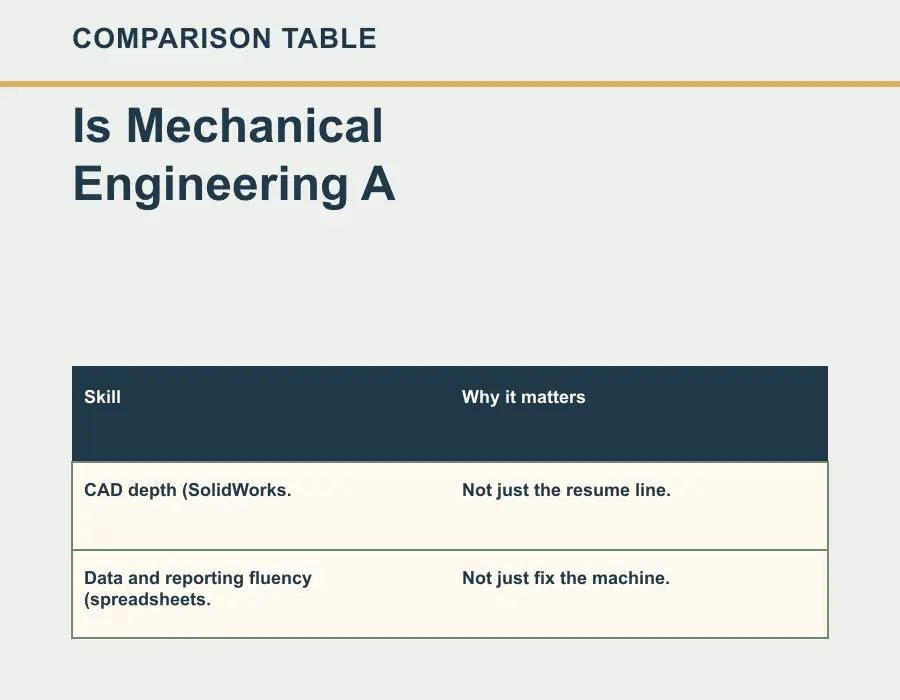 COMPARISON TABLE
Is Mechanical
Engineering A
Skill
Why it matters
CAD depth (SolidWorks.
Not just the resume line.
Data and reporting fluency
(spreadsheets.
Not just fix the machine.